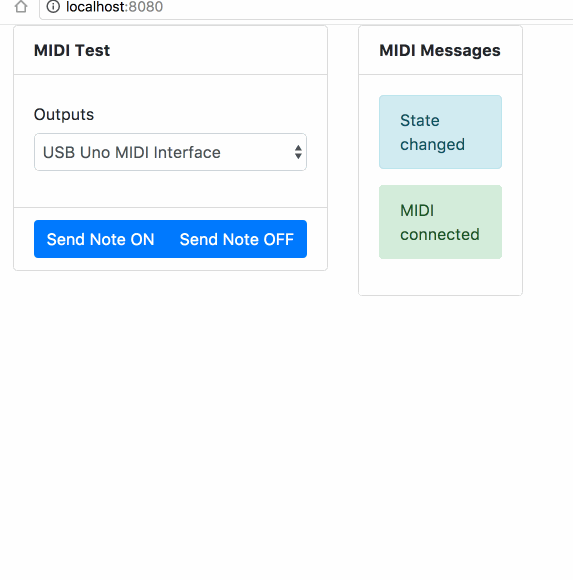 localhost:8080
MIDI Test
Outputs
USB Uno MIDI Interface
Send Note ON Send Note OFF
MIDI Messages
State
changed
MIDI
connected